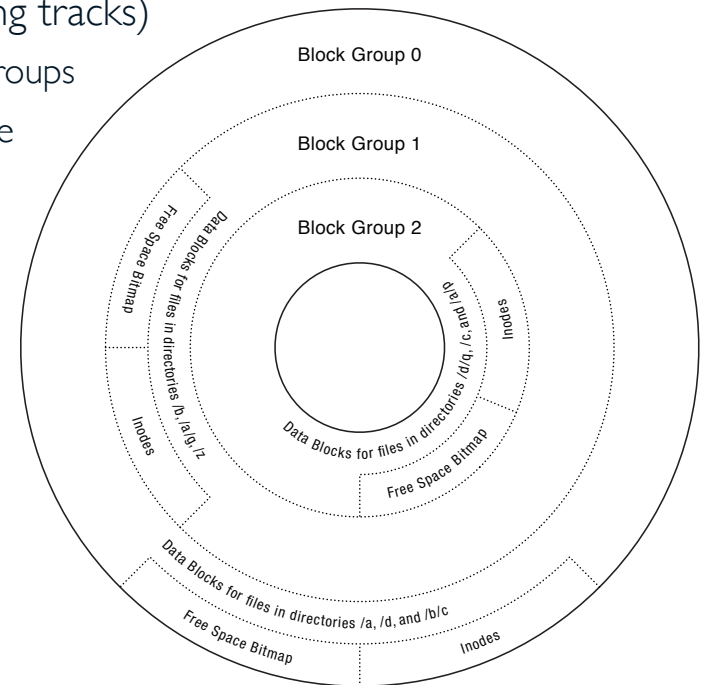 ng tracks)
roups
e
Block Group 0
Block Group 1
Block Group 2
Free Space Bitmap
Data Blocks for files in directories /b, /a/g, /z
Inodes
Inodes
Data Blocks for files in directories /d/q, /c, and /a/p
Free Space Bitmap
Data Blocks for files in directories /a, /d, and /b/c
Free Space Bitmap
Inodes